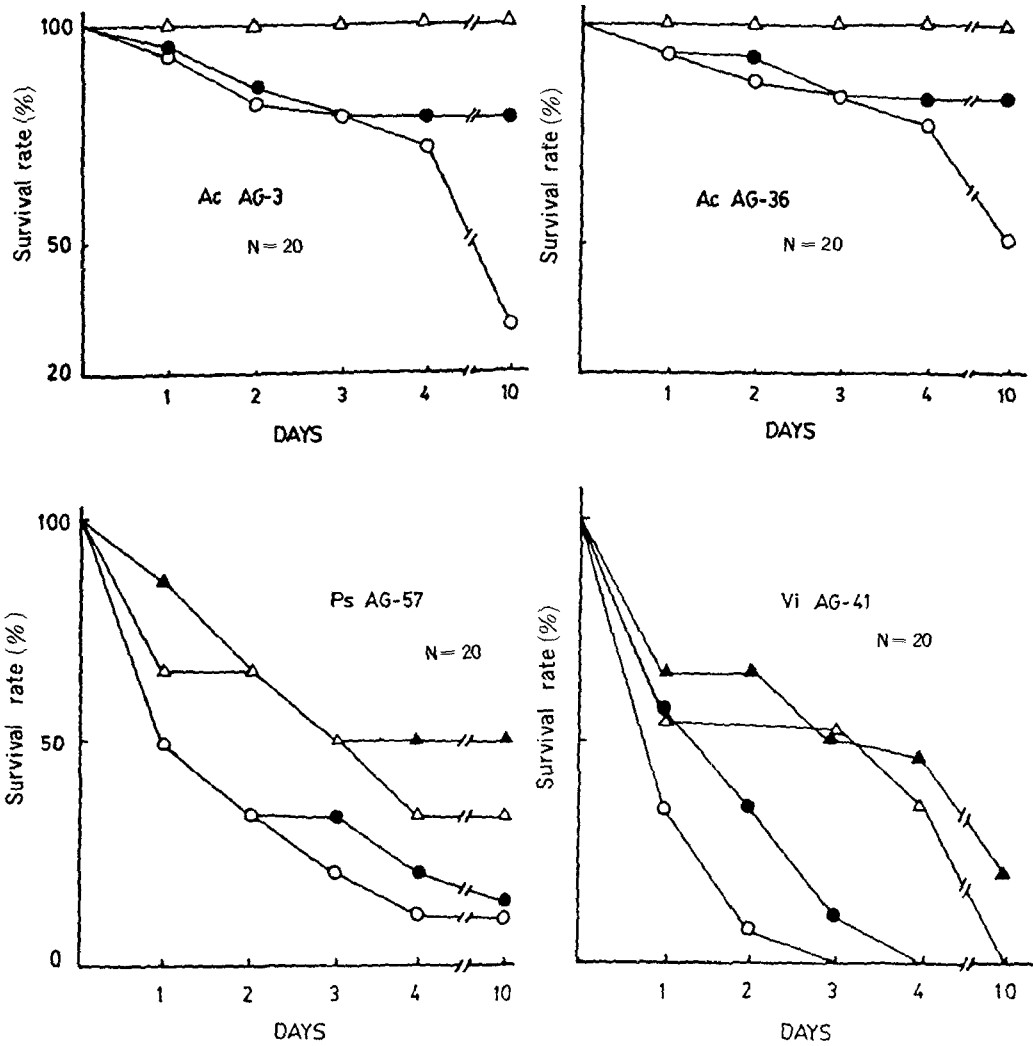 100
50
20
Survival rate (%)
Ac AG-3
N = 20
1 2 3 4 10
DAYS
Survival rate (%)
Ac AG-36
N = 20
1 2 3 4 10
DAYS
100
50
0
Survival rate (%)
Ps AG-57
N = 20
1 2 3 4 10
DAYS
Survival rate (%)
Vi AG-41
N = 20
1 2 3 4 10
DAYS